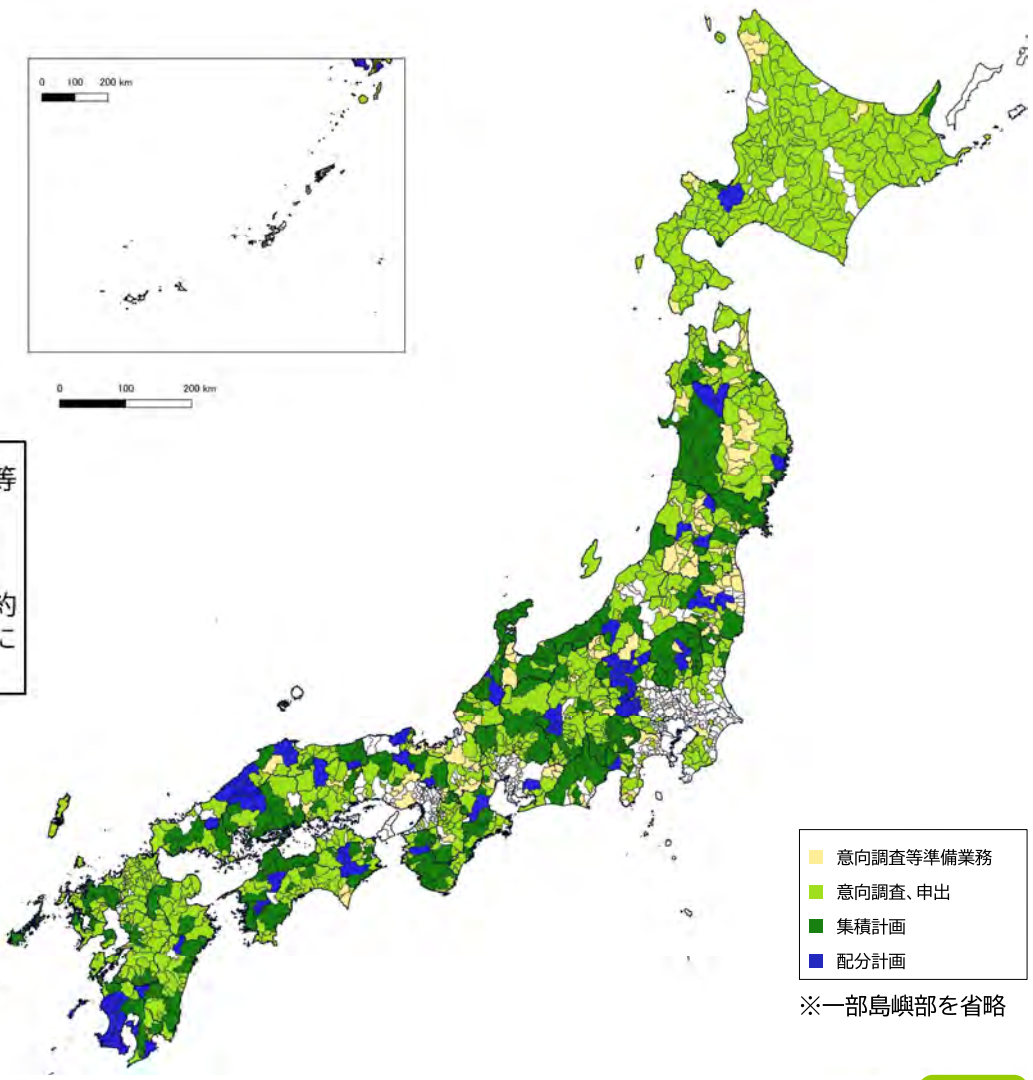 0 100 200 km
0 100 200 km
等
約
に
意向調査等準備業務
意向調査、申出
集積計画
配分計画
※一部島嶼部を省略